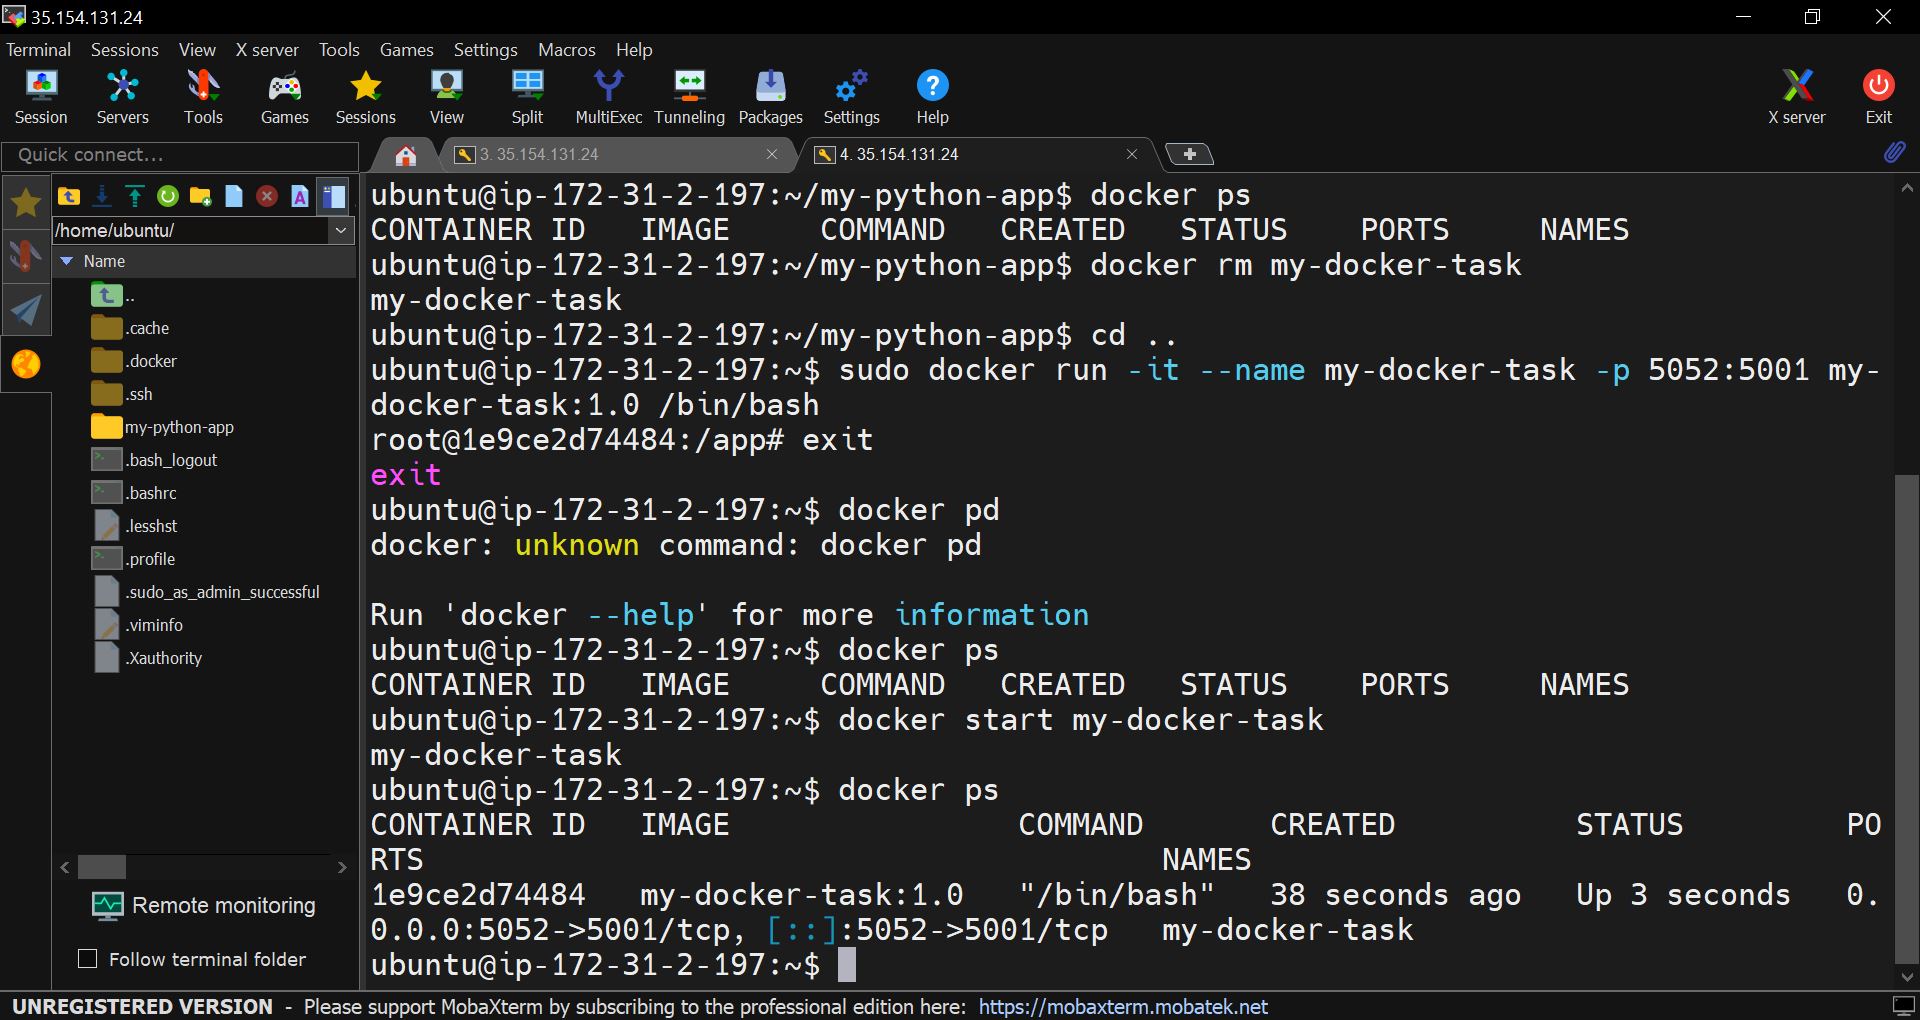 35.154.131.24
Terminal Sessions View X server Tools Games Settings Macros Help
Session Servers Tools Games Sessions View Split MultiExec Tunneling Packages Settings Help X server Exit
Quick connect...
3. 35.154.131.24
4. 35.154.131.24
/home/ubuntu/
Name
..
.cache
.docker
.ssh
my-python-app
.bash_logout
.bashrc
.lesshst
.profile
.sudo_as_admin_successful
.viminfo
.Xauthority
Remote monitoring
Follow terminal folder
ubuntu@ip-172-31-2-197:~/my-python-app$ docker ps
CONTAINER ID   IMAGE     COMMAND   CREATED   STATUS    PORTS     NAMES
ubuntu@ip-172-31-2-197:~/my-python-app$ docker rm my-docker-task
my-docker-task
ubuntu@ip-172-31-2-197:~/my-python-app$ cd ..
ubuntu@ip-172-31-2-197:~$ sudo docker run -it --name my-docker-task -p 5052:5001 my-
docker-task:1.0 /bin/bash
root@1e9ce2d74484:/app# exit
exit
ubuntu@ip-172-31-2-197:~$ docker pd
docker: unknown command: docker pd
Run 'docker --help' for more information
ubuntu@ip-172-31-2-197:~$ docker ps
CONTAINER ID   IMAGE     COMMAND   CREATED   STATUS    PORTS     NAMES
ubuntu@ip-172-31-2-197:~$ docker start my-docker-task
my-docker-task
ubuntu@ip-172-31-2-197:~$ docker ps
CONTAINER ID   IMAGE                COMMAND       CREATED          STATUS         PO
RTS                                         NAMES
1e9ce2d74484   my-docker-task:1.0   "/bin/bash"   38 seconds ago   Up 3 seconds   0.
0.0.0:5052->5001/tcp, [::]:5052->5001/tcp   my-docker-task
ubuntu@ip-172-31-2-197:~$
UNREGISTERED VERSION - Please support MobaXterm by subscribing to the professional edition here: https://mobaxterm.mobatek.net